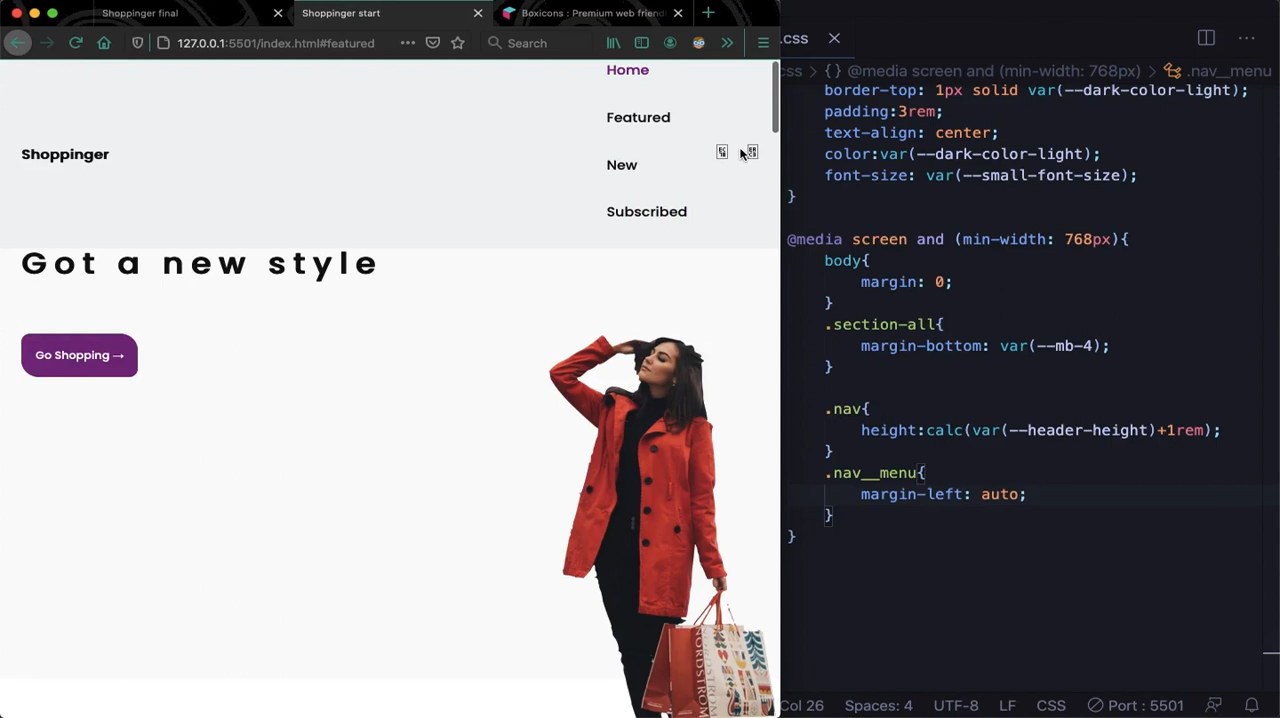 Shoppinger final
Shoppinger start
Boxicons : Premium web friend
127.0.0.1:5501/index.html#featured
Search
Home
Featured
New
Subscribed
Shoppinger
Got a new style
Go Shopping →
NORDSTROM
.css
css > {} @media screen and (min-width: 768px) > .nav__menu
border-top: 1px solid var(--dark-color-light);
padding:3rem;
text-align: center;
color:var(--dark-color-light);
font-size: var(--small-font-size);
}
@media screen and (min-width: 768px){
body{
margin: 0;
}
.section-all{
margin-bottom: var(--mb-4);
}
.nav{
height:calc(var(--header-height)+1rem);
}
.nav__menu{
margin-left: auto;
}
}
Col 26
Spaces: 4
UTF-8
LF
CSS
Port : 5501